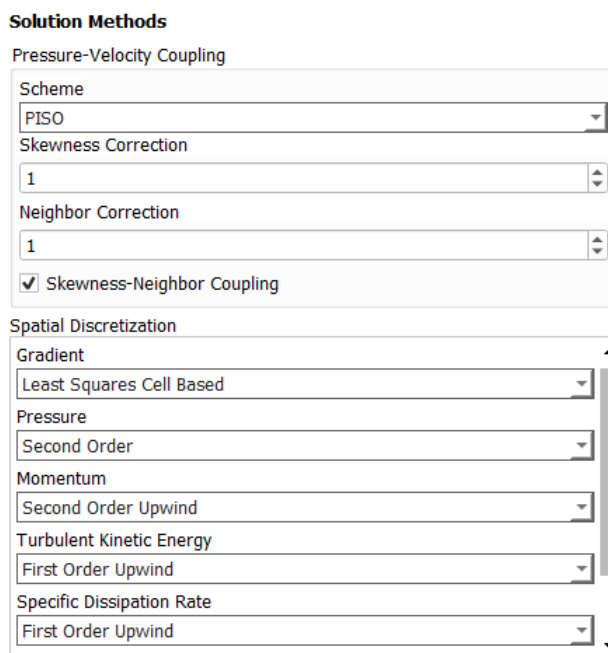 Solution Methods
Pressure-Velocity Coupling
Scheme
PISO
Skewness Correction
1
Neighbor Correction
1
Skewness-Neighbor Coupling
Spatial Discretization
Gradient
Least Squares Cell Based
Pressure
Second Order
Momentum
Second Order Upwind
Turbulent Kinetic Energy
First Order Upwind
Specific Dissipation Rate
First Order Upwind